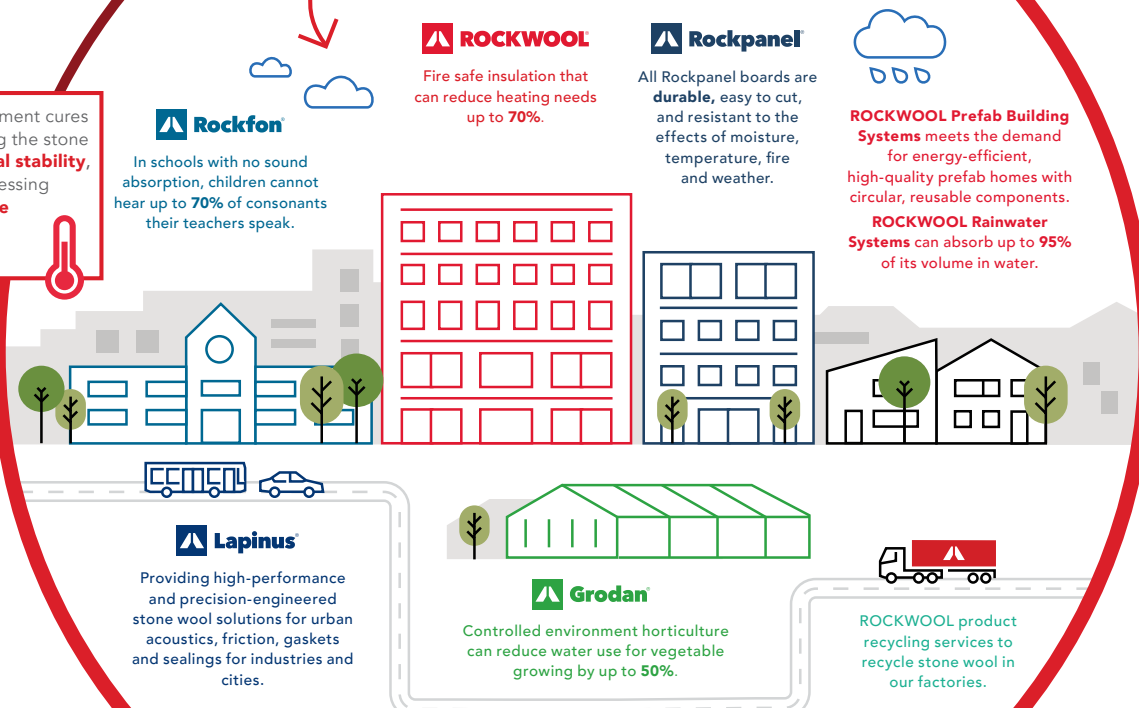 ROCKWOOL®
Fire safe insulation that
can reduce heating needs
up to 70%.
Rockpanel®
All Rockpanel boards are
durable, easy to cut,
and resistant to the
effects of moisture,
temperature, fire
and weather.
ROCKWOOL Prefab Building
Systems meets the demand
for energy-efficient,
high-quality prefab homes with
circular, reusable components.
ROCKWOOL Rainwater
Systems can absorb up to 95%
of its volume in water.
cures
the stone
stability,
Rockfon®
In schools with no sound
absorption, children cannot
hear up to 70% of consonants
their teachers speak.
Lapinus®
Providing high-performance
and precision-engineered
stone wool solutions for urban
acoustics, friction, gaskets
and sealings for industries and
cities.
Grodan®
Controlled environment horticulture
can reduce water use for vegetable
growing by up to 50%.
ROCKWOOL product
recycling services to
recycle stone wool in
our factories.